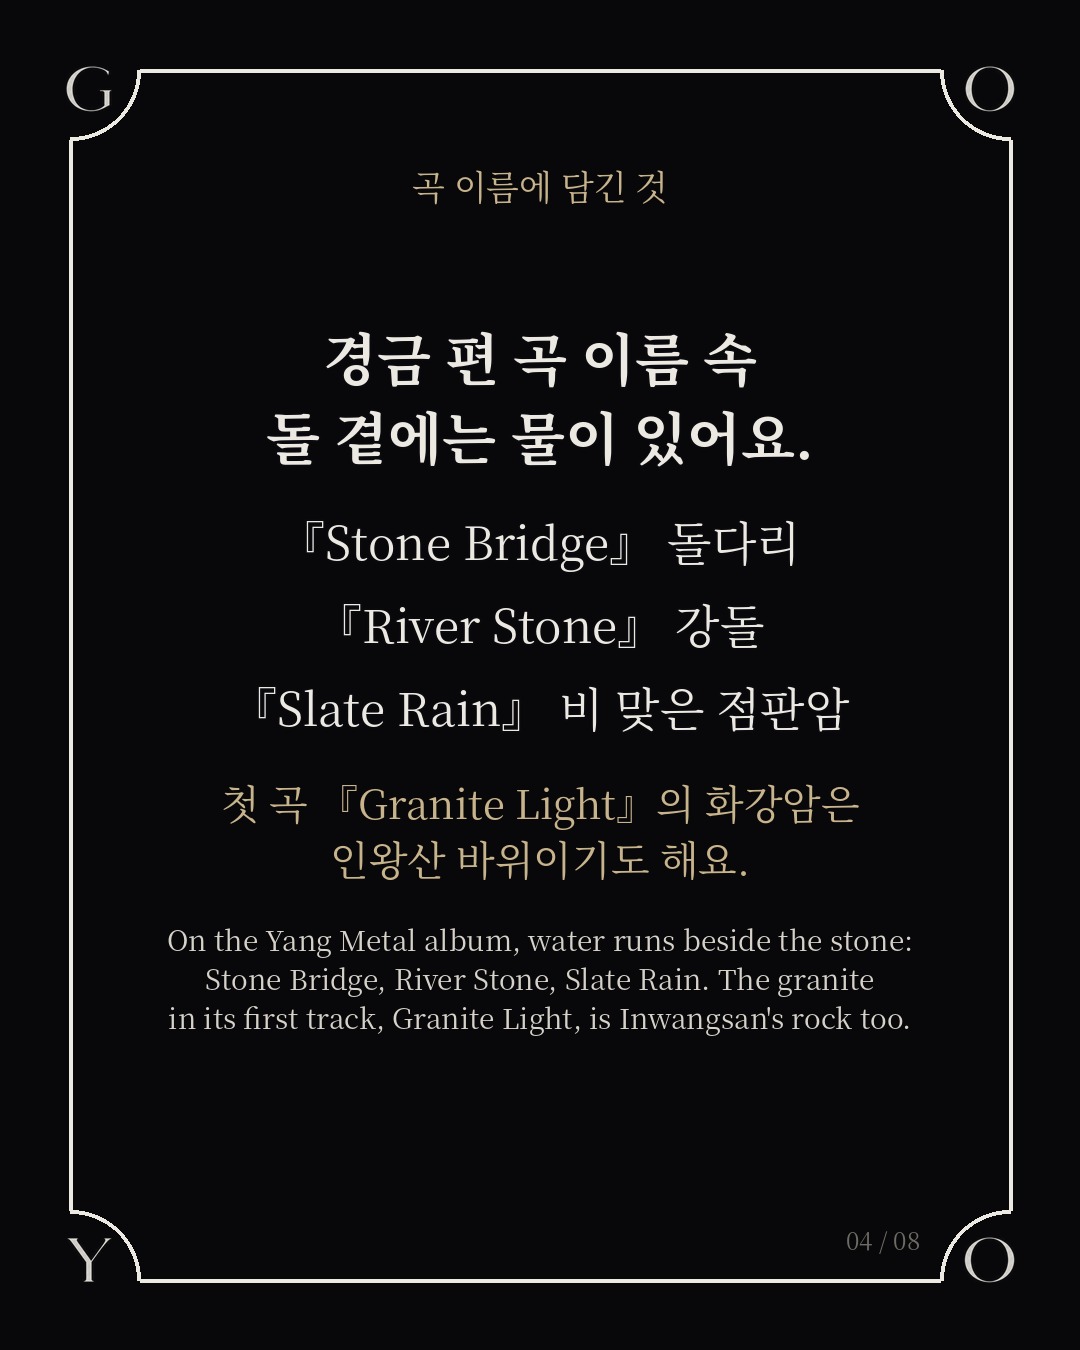 G O
곡 이름에 담긴 것
경금 편 곡 이름 속
돌 곁에는 물이 있어요.
『Stone Bridge』 돌다리
『River Stone』 강돌
『Slate Rain』 비 맞은 점판암
첫 곡 『Granite Light』의 화강암은
인왕산 바위이기도 해요.
On the Yang Metal album, water runs beside the stone:
Stone Bridge, River Stone, Slate Rain. The granite
in its first track, Granite Light, is Inwangsan's rock too.
04 / 08
Y O